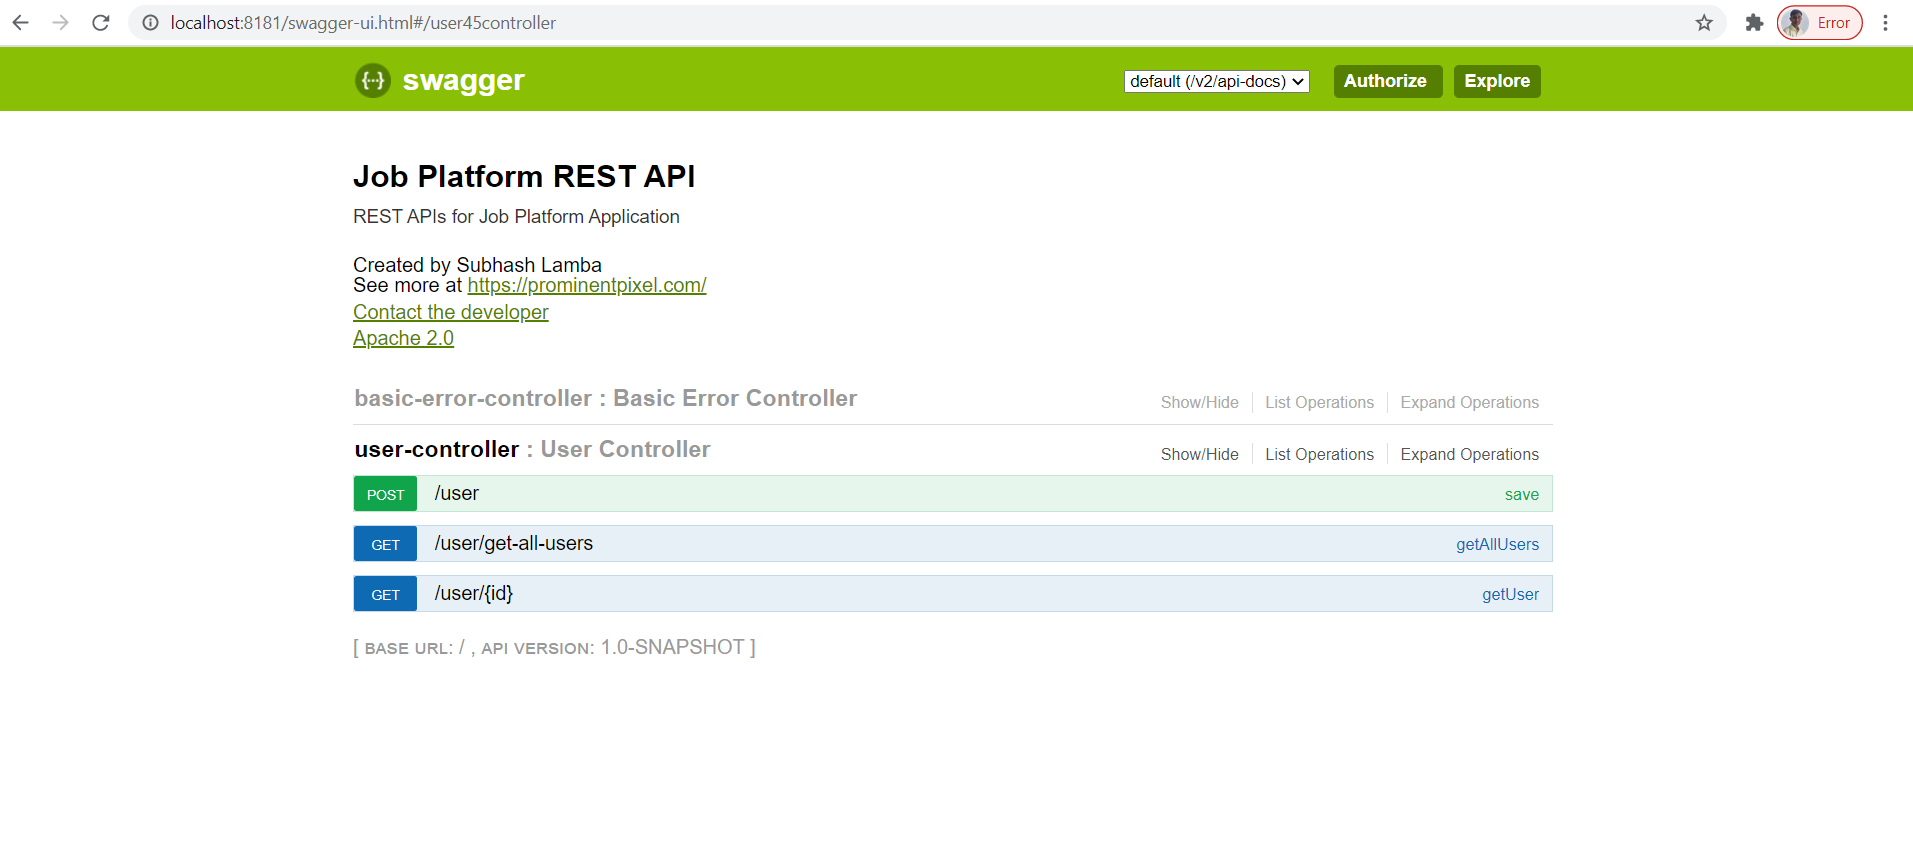 localhost:8181/swagger-ui.html#/user45controller Error
{···} swagger default (/v2/api-docs) Authorize Explore
Job Platform REST API
REST APIs for Job Platform Application
Created by Subhash Lamba
See more at https://prominentpixel.com/
Contact the developer
Apache 2.0
basic-error-controller : Basic Error Controller Show/Hide List Operations Expand Operations
user-controller : User Controller Show/Hide List Operations Expand Operations
POST /user save
GET /user/get-all-users getAllUsers
GET /user/{id} getUser
[ BASE URL: / , API VERSION: 1.0-SNAPSHOT ]